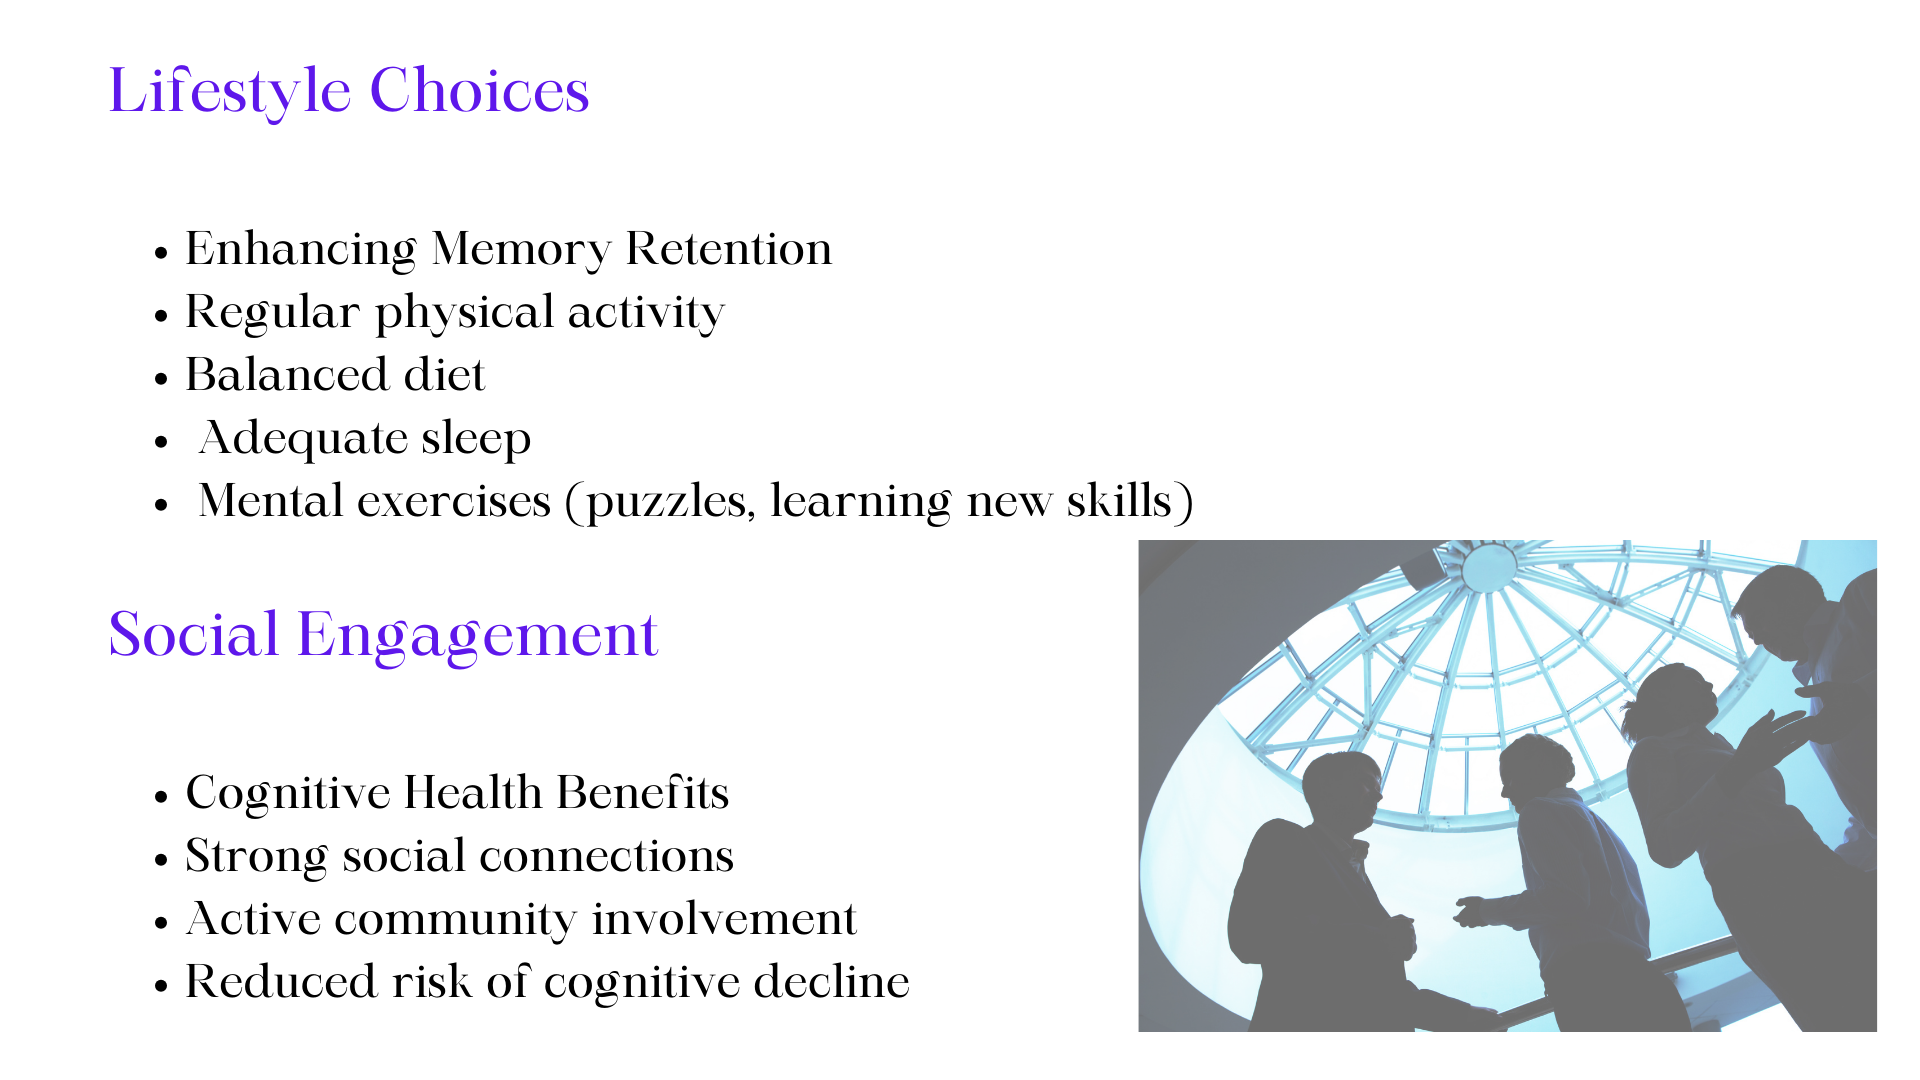 Lifestyle Choices
• Enhancing Memory Retention
• Regular physical activity
• Balanced diet
• Adequate sleep
• Mental exercises (puzzles, learning new skills)
Social Engagement
• Cognitive Health Benefits
• Strong social connections
• Active community involvement
• Reduced risk of cognitive decline